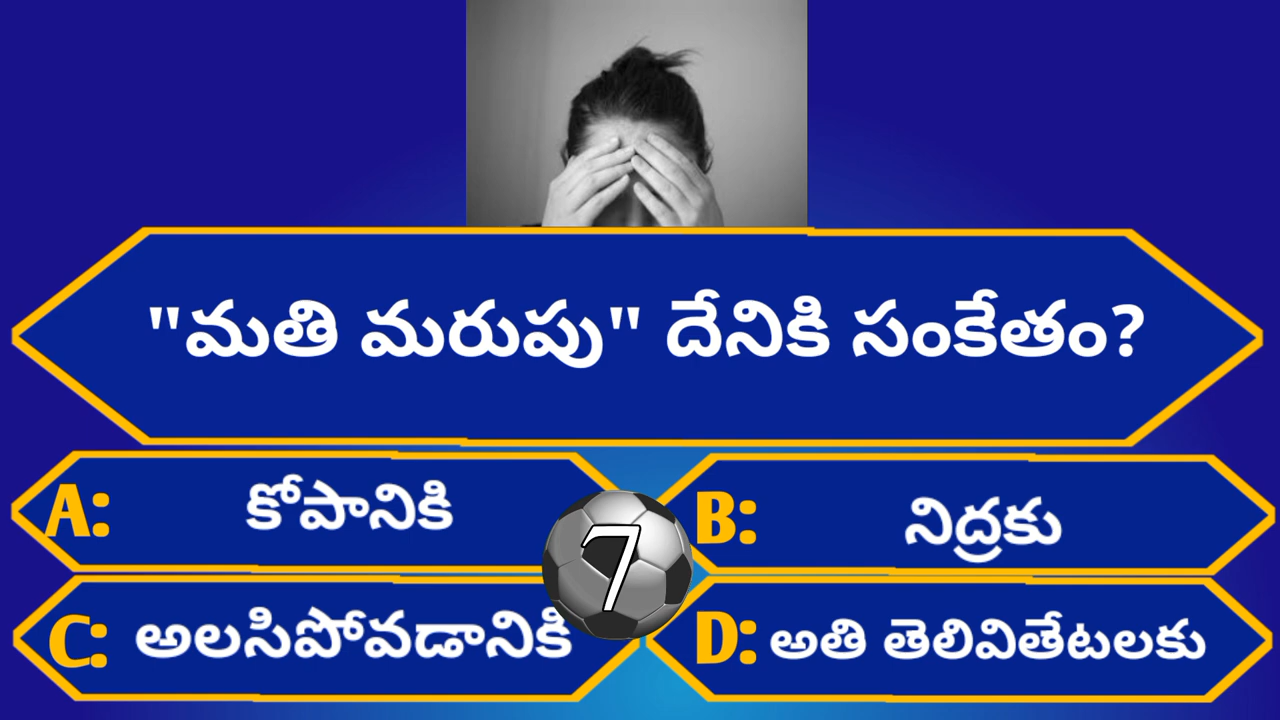 "మతి మరుపు" దేనికి సంకేతం?
A: కోపానికి
B: నిద్రకు
7
C: అలసిపోవడానికి
D: అతి తెలివితేటలకు